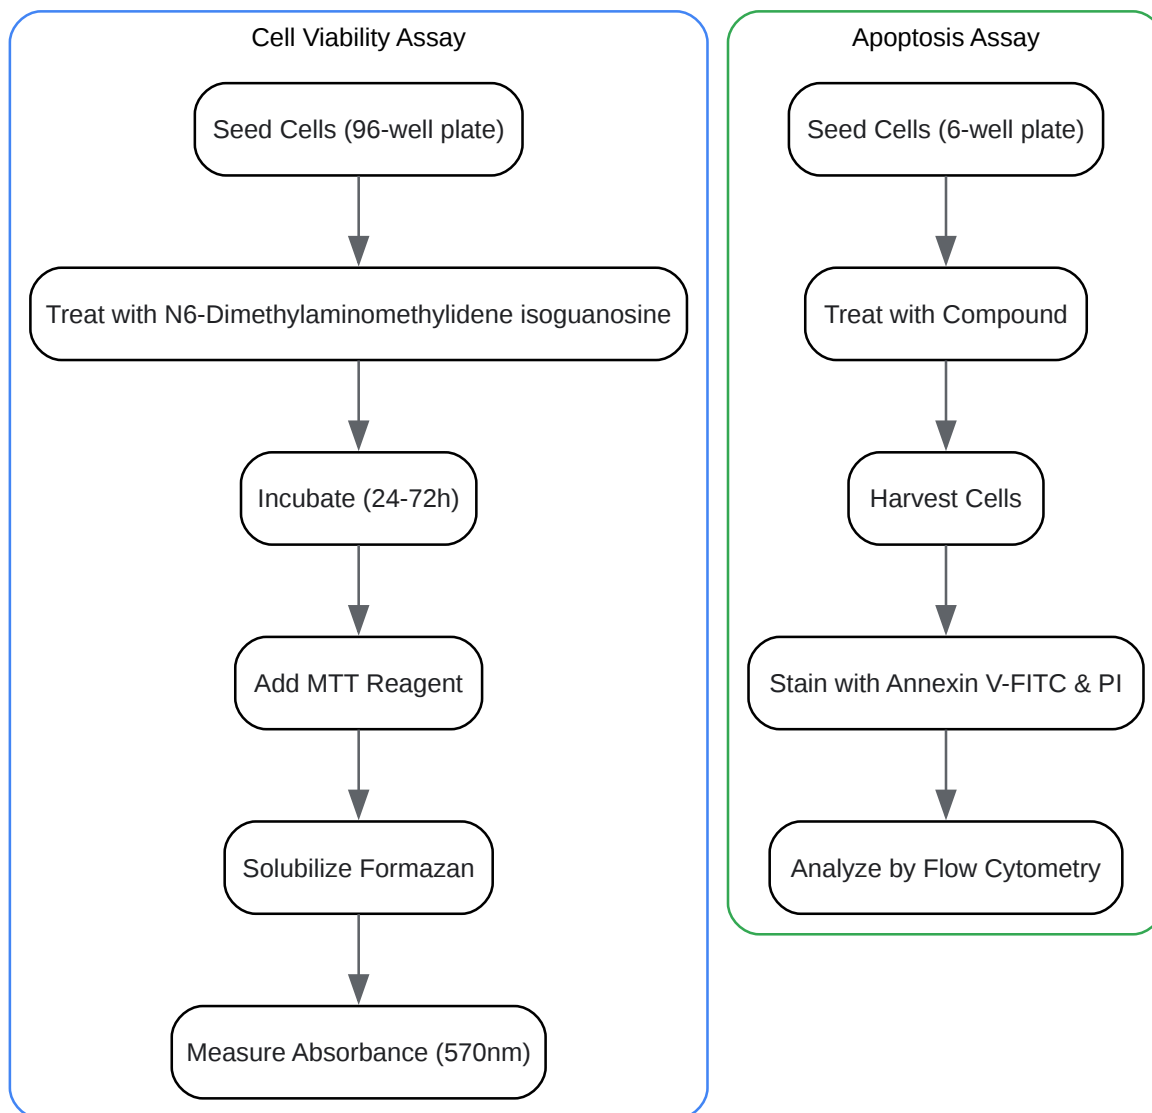 Cell Viability Assay
Seed Cells (96-well plate)
Treat with N6-Dimethylaminomethylidene isoguanosine
Incubate (24-72h)
Add MTT Reagent
Solubilize Formazan
Measure Absorbance (570nm)
Apoptosis Assay
Seed Cells (6-well plate)
Treat with Compound
Harvest Cells
Stain with Annexin V-FITC & PI
Analyze by Flow Cytometry